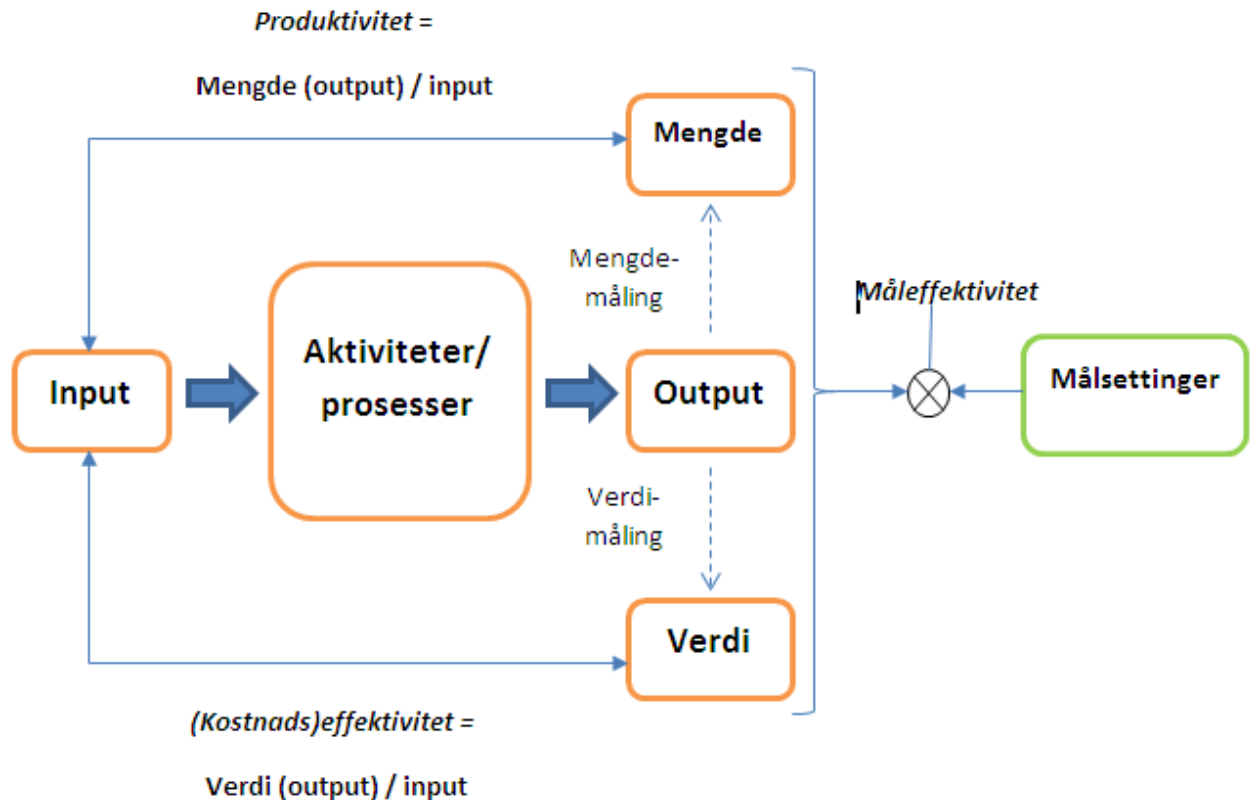 Produktivitet =
Mengde (output) / input
Mengde
Mengde-
måling
Måleffektivitet
Input
Aktiviteter/
prosesser
Output
Målsettinger
Verdi-
måling
Verdi
(Kostnads)effektivitet =
Verdi (output) / input